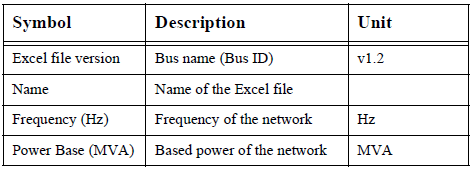 Symbol Description Unit
Excel file version Bus name (Bus ID) v1.2
Name Name of the Excel file
Frequency (Hz) Frequency of the network Hz
Power Base (MVA) Based power of the network MVA